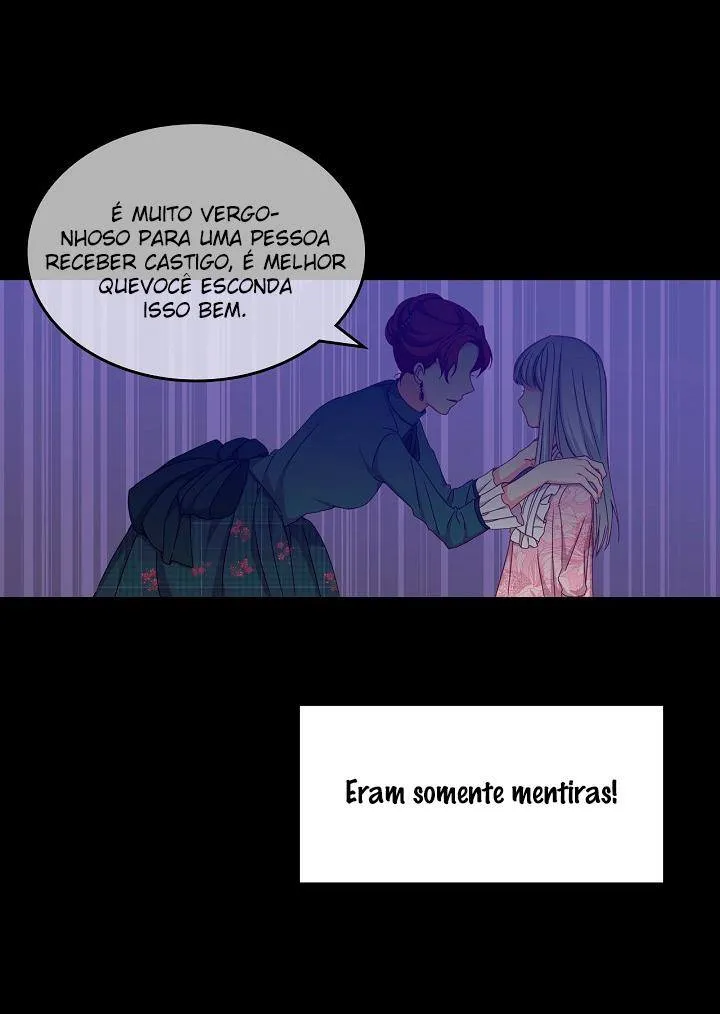 É MUITO VERGO-
NHOSO PARA UMA PESSOA
RECEBER CASTIGO, É MELHOR
QUEVOCÊ ESCONDA
ISSO BEM.
Eram somente mentiras!